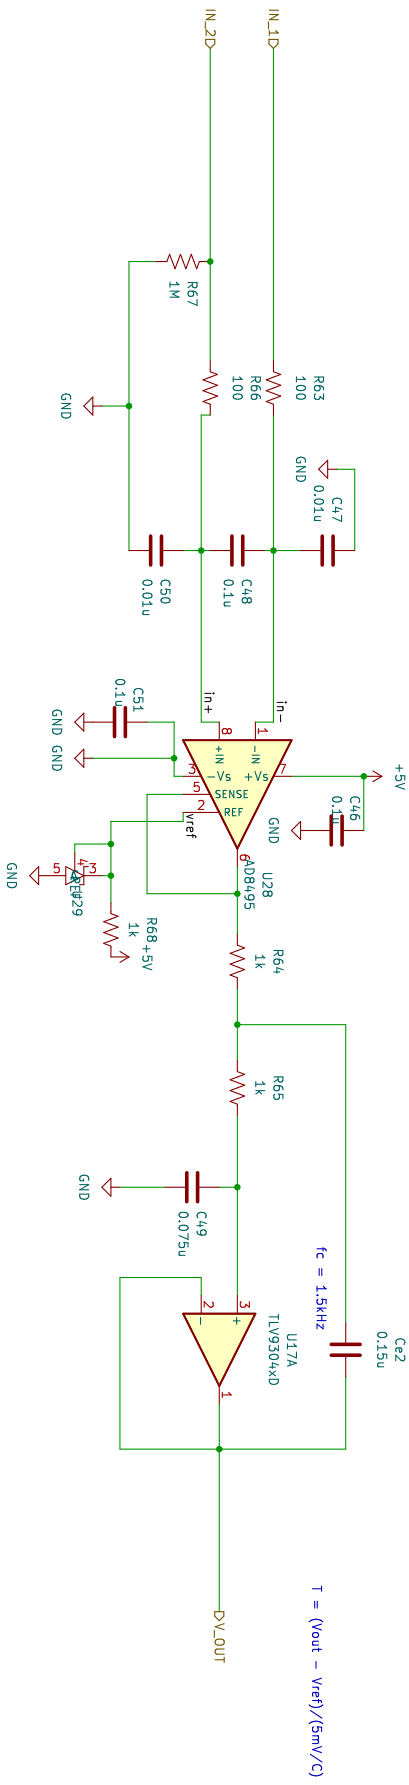 IN_2
IN_1
R67
1M
R66
100
R63
100
GND
GND
C47
0.01u
C50
0.01u
C48
0.1u
in+
in-
C51
0.1u
GND
GND
8
1
+IN
-IN
3
-Vs
+Vs
7
5
SENSE
2
REF
vref
6
+5V
C46
0.1u
GND
U28
AD8495
GND
5
4
3
R68
1k
+5V
R64
1k
R65
1k
GND
C49
0.075u
fc = 1.5kHz
Ce2
0.15u
2
3
-
+
U17A
TLV9304xD
1
V_OUT
T = (Vout - Vref)/(5mV/C)